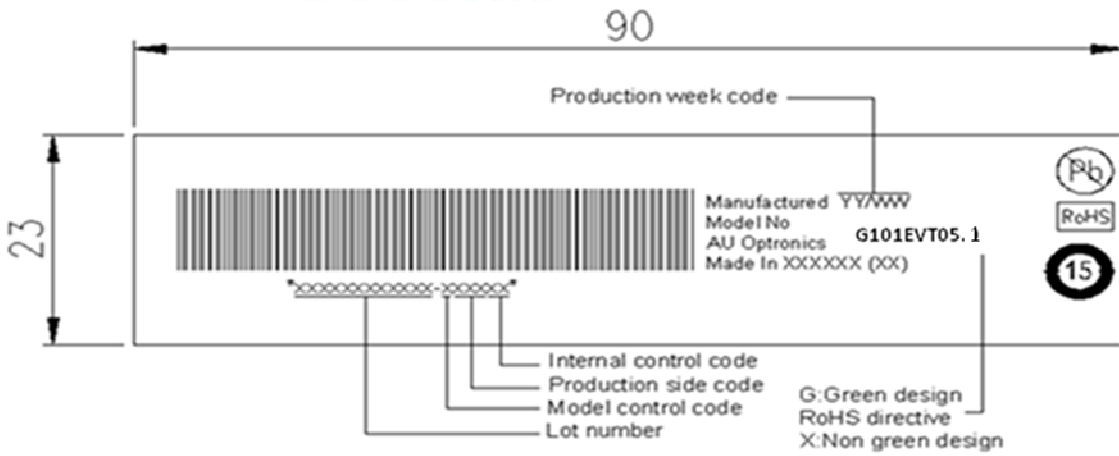 90
Production week code
23
Manufactured YY/WW
Model No
G101EVT05.1
AU Optronics
Made In XXXXXX (XX)
Pb
RoHS
15
Internal control code
Production side code
Model control code
Lot number
G:Green design
RoHS directive
X:Non green design